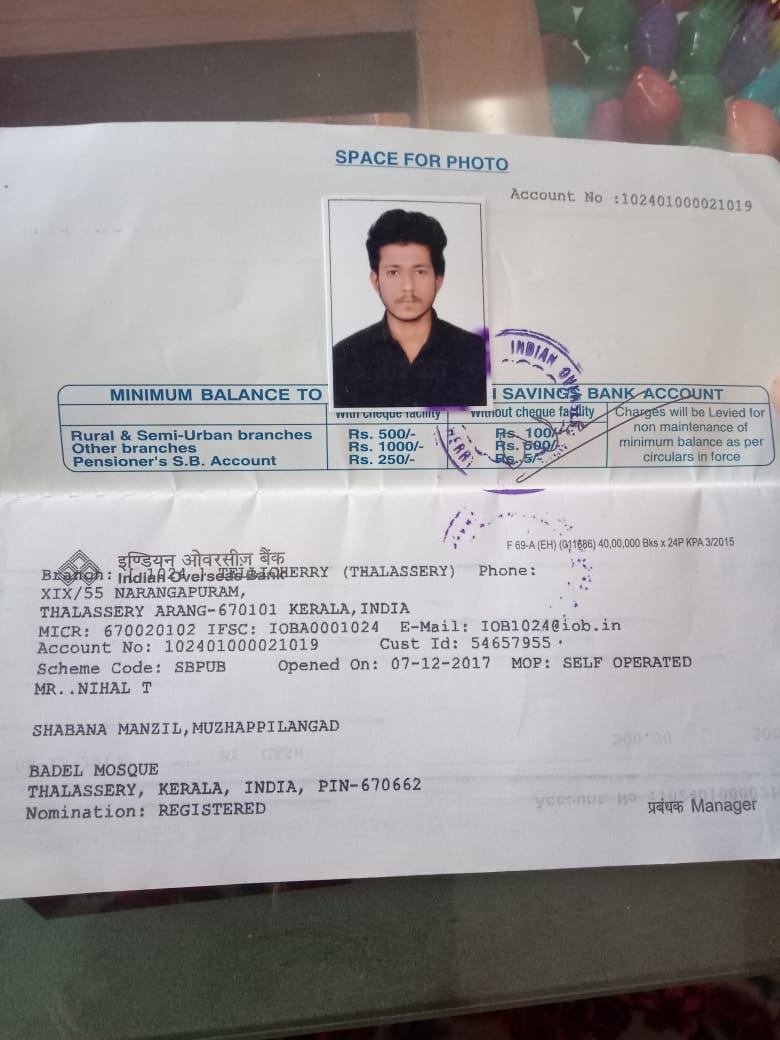 SPACE FOR PHOTO
Account No :102401000021019
MINIMUM BALANCE TO I SAVINGS BANK ACCOUNT
With cheque facility Without cheque facility Charges will be Levied for non maintenance of minimum balance as per circulars in force
Rural & Semi-Urban branches Rs. 500/- Rs. 100/-
Other branches Rs. 1000/- Rs. 500/-
Pensioner's S.B. Account Rs. 250/- Rs. 5/-
INDIAN
F 69-A (EH) (011686) 40,00,000 Bks x 24P KPA 3/2015
इण्डियन ओवरसीज़ बैंक
Indian Overseas Bank
Branch: TELLICHERRY (THALASSERY) Phone:
XIX/55 NARANGAPURAM,
THALASSERY ARANG-670101 KERALA,INDIA
MICR: 670020102 IFSC: IOBA0001024 E-Mail: IOB1024@iob.in
Account No: 102401000021019 Cust Id: 54657955
Scheme Code: SBPUB Opened On: 07-12-2017 MOP: SELF OPERATED
MR..NIHAL T
SHABANA MANZIL,MUZHAPPILANGAD
BADEL MOSQUE
THALASSERY, KERALA, INDIA, PIN-670662
Nomination: REGISTERED
प्रबंधक Manager